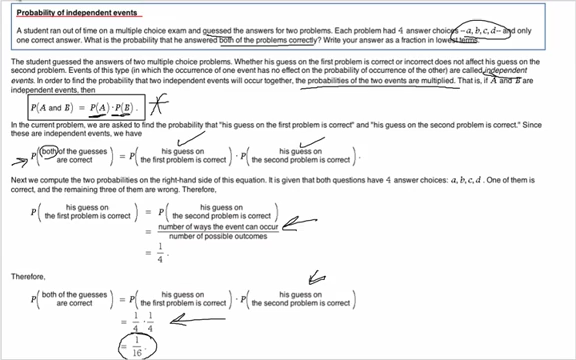 Probability of independent events
A student ran out of time on a multiple choice exam and guessed the answers for two problems. Each problem had 4 answer choices –a, b, c, d– and only
one correct answer. What is the probability that he answered both of the problems correctly? Write your answer as a fraction in lowest terms.
The student guessed the answers of two multiple choice problems. Whether his guess on the first problem is correct or incorrect does not affect his guess on the
second problem. Events of this type (in which the occurrence of one event has no effect on the probability of occurrence of the other) are called independent
events. In order to find the probability that two independent events will occur together, the probabilities of the two events are multiplied. That is, if A and B are
independent events, then
P(A and B) = P(A) · P(B) .
In the current problem, we are asked to find the probability that "his guess on the first problem is correct" and "his guess on the second problem is correct." Since
these are independent events, we have
P(both of the guesses are correct) = P(his guess on the first problem is correct) · P(his guess on the second problem is correct).
Next we compute the two probabilities on the right-hand side of this equation. It is given that both questions have 4 answer choices: a, b, c, d . One of them is
correct, and the remaining three of them are wrong. Therefore,
P(his guess on the first problem is correct) = P(his guess on the second problem is correct)
= number of ways the event can occur / number of possible outcomes
= 1/4 .
Therefore,
P(both of the guesses are correct) = P(his guess on the first problem is correct) · P(his guess on the second problem is correct)
= 1/4 · 1/4
= 1/16 .